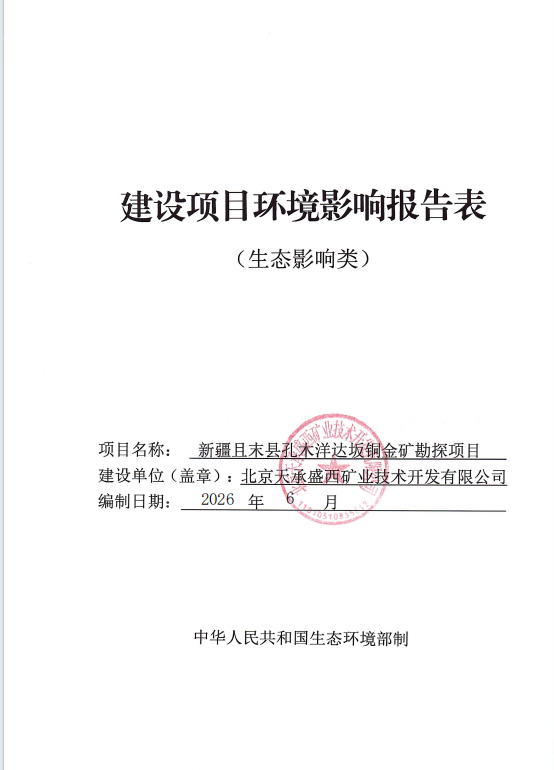 建设项目环境影响报告表
（生态影响类）
项目名称： 新疆且末县孔木洋达坂铜金矿勘探项目
建设单位（盖章）：北京天承盛西矿业技术开发有限公司
编制日期： 2026 年 6 月
中华人民共和国生态环境部制